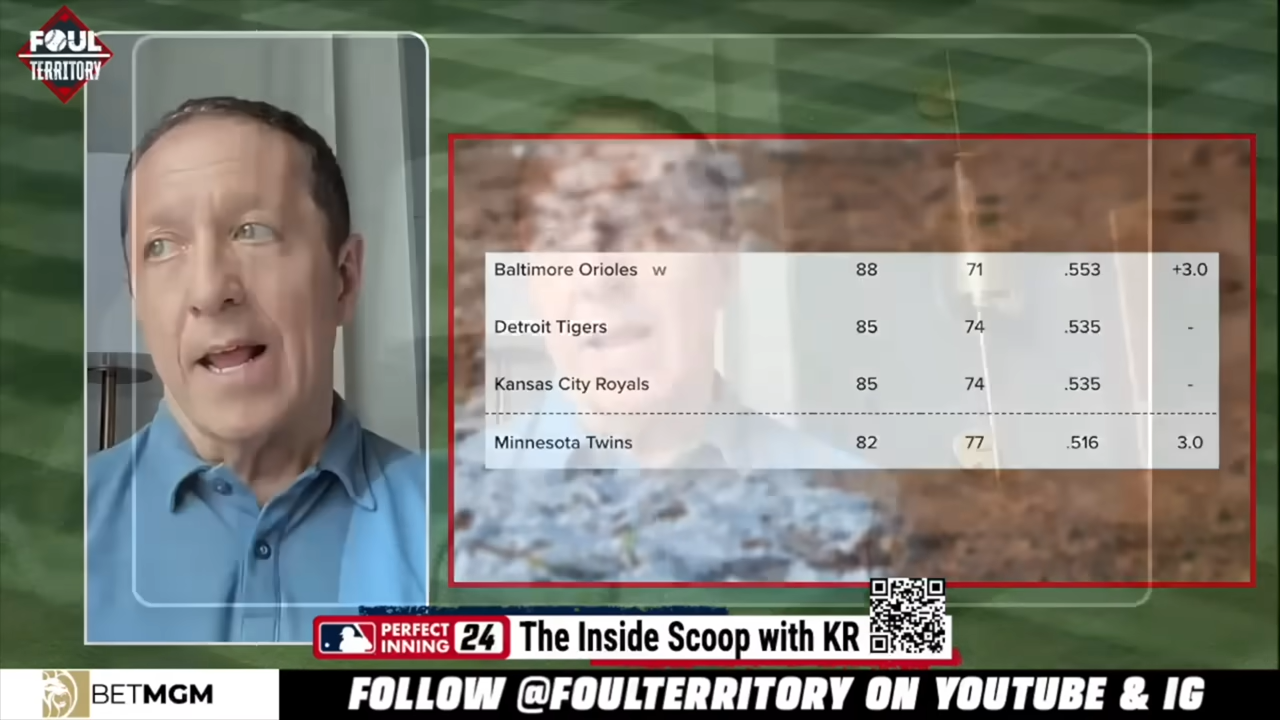 FOUL
TERRITORY
Baltimore Orioles w 88 71 .553 +3.0
Detroit Tigers 85 74 .535 -
Kansas City Royals 85 74 .535 -
Minnesota Twins 82 77 .516 3.0
PERFECT
INNING 24
The Inside Scoop with KR
BETMGM
FOLLOW @FOULTERRITORY ON YOUTUBE & IG